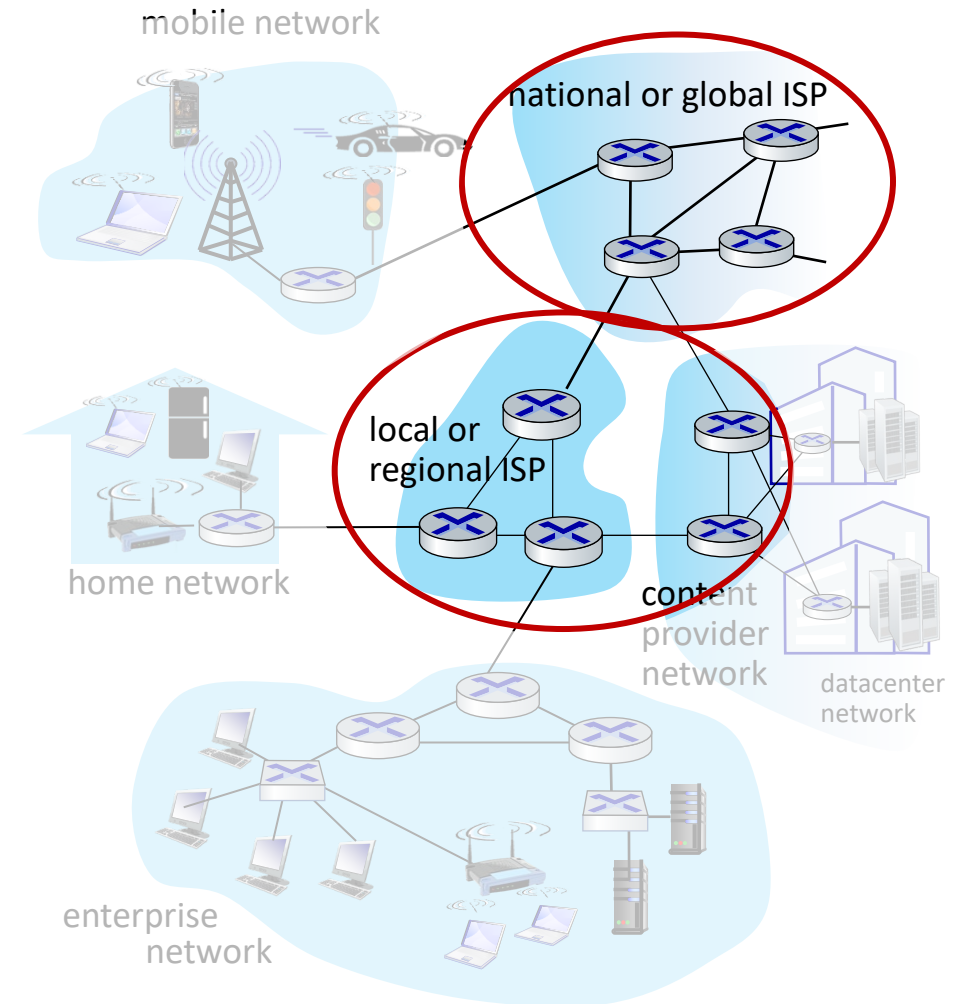 mobile network
national or global ISP
local or
regional ISP
home network
content
provider
network
datacenter
network
enterprise
network